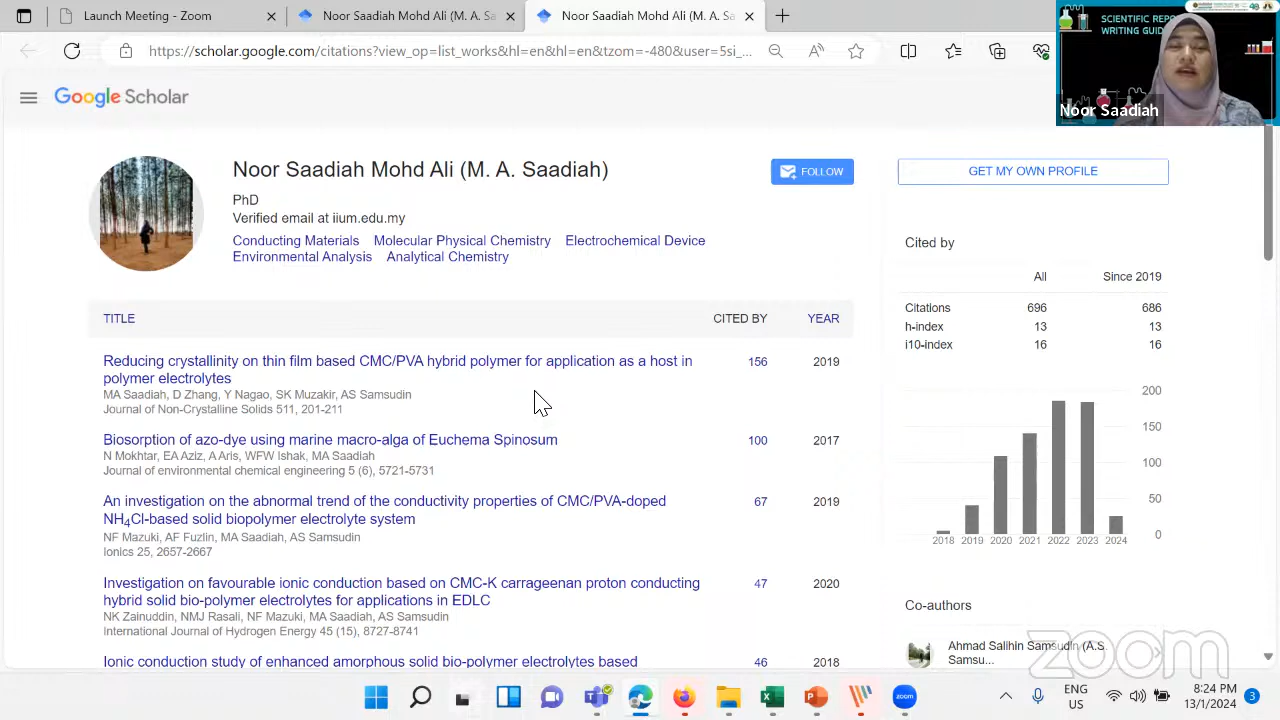 Launch Meeting - Zoom
Noor Saadiah Mohd Ali (M. A. Sa
Noor Saadiah Mohd Ali (M. A. Sa
https://scholar.google.com/citations?view_op=list_works&hl=en&hl=en&tzom=-480&user=5si_...
SCIENTIFIC REPO
WRITING GUID
Noor Saadiah
Google Scholar
Noor Saadiah Mohd Ali (M. A. Saadiah)
FOLLOW
GET MY OWN PROFILE
PhD
Verified email at iium.edu.my
Conducting Materials Molecular Physical Chemistry Electrochemical Device
Environmental Analysis Analytical Chemistry
Cited by
All Since 2019
Citations 696 686
h-index 13 13
i10-index 16 16
TITLE CITED BY YEAR
Reducing crystallinity on thin film based CMC/PVA hybrid polymer for application as a host in 156 2019
polymer electrolytes
MA Saadiah, D Zhang, Y Nagao, SK Muzakir, AS Samsudin
Journal of Non-Crystalline Solids 511, 201-211
Biosorption of azo-dye using marine macro-alga of Euchema Spinosum 100 2017
N Mokhtar, EA Aziz, A Aris, WFW Ishak, MA Saadiah
Journal of environmental chemical engineering 5 (6), 5721-5731
An investigation on the abnormal trend of the conductivity properties of CMC/PVA-doped 67 2019
NH4Cl-based solid biopolymer electrolyte system
NF Mazuki, AF Fuzlin, MA Saadiah, AS Samsudin
Ionics 25, 2657-2667
Investigation on favourable ionic conduction based on CMC-K carrageenan proton conducting 47 2020
hybrid solid bio-polymer electrolytes for applications in EDLC
NK Zainuddin, NMJ Rasali, NF Mazuki, MA Saadiah, AS Samsudin
International Journal of Hydrogen Energy 45 (15), 8727-8741
Ionic conduction study of enhanced amorphous solid bio-polymer electrolytes based 46 2018
200
150
100
50
0
2018 2019 2020 2021 2022 2023 2024
Co-authors
Ahmad Salihin Samsudin (A.S.
Samsu...
zoom
zoom
ENG
US
8:24 PM
13/1/2024
3